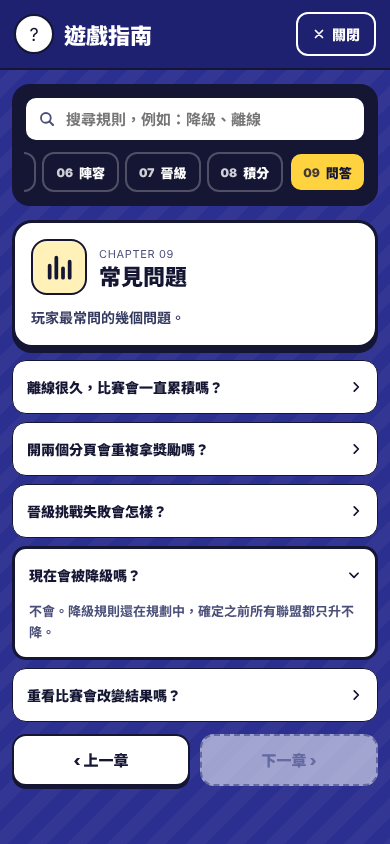 ?
遊戲指南
× 關閉
搜尋規則，例如：降級、離線
06 陣容
07 晉級
08 積分
09 問答
CHAPTER 09
常見問題
玩家最常問的幾個問題。
離線很久，比賽會一直累積嗎？
開兩個分頁會重複拿獎勵嗎？
晉級挑戰失敗會怎樣？
現在會被降級嗎？
不會。降級規則還在規劃中，確定之前所有聯盟都只升不
降。
重看比賽會改變結果嗎？
‹ 上一章
下一章 ›